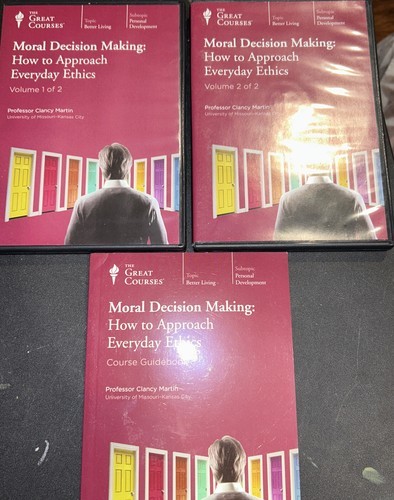 THE
GREAT
COURSES
Topic
Better Living
Subtopic
Personal
Development
Moral Decision Making:
How to Approach
Everyday Ethics
Volume 1 of 2
Professor Clancy Martin
University of Missouri–Kansas City
THE
GREAT
COURSES
Topic
Better Living
Subtopic
Personal
Development
Moral Decision Making:
How to Approach
Everyday Ethics
Volume 2 of 2
Professor Clancy Martin
University of Missouri–Kansas City
THE
GREAT
COURSES
Topic
Better Living
Subtopic
Personal
Development
Moral Decision Making:
How to Approach
Everyday Ethics
Course Guidebook
Professor Clancy Martin
University of Missouri–Kansas City